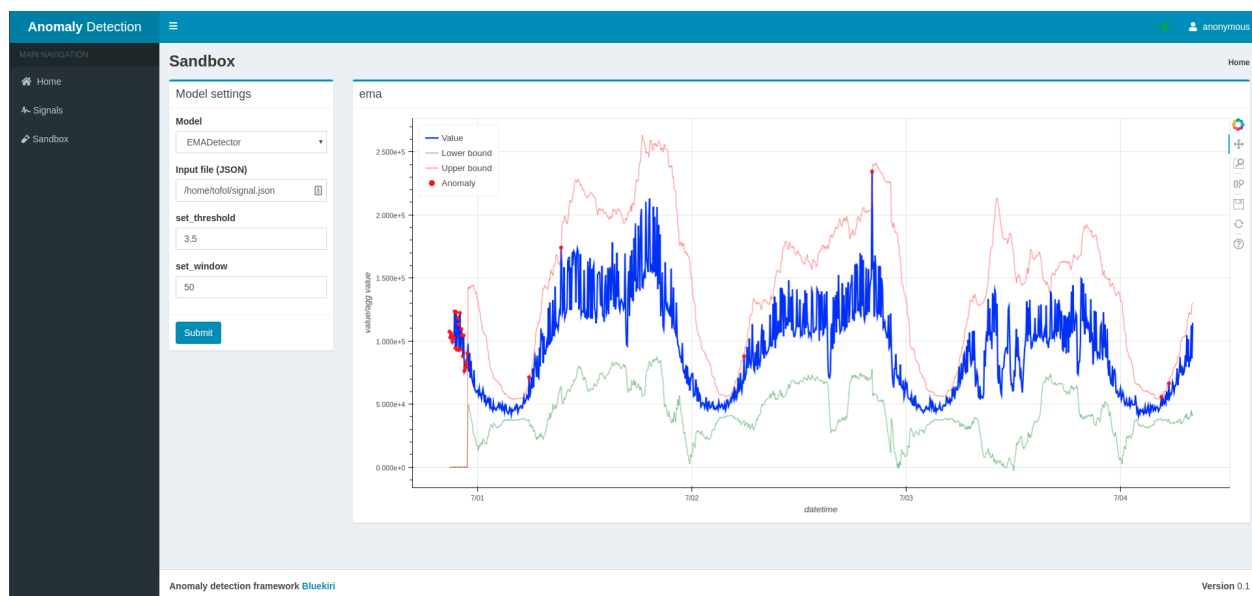 Anomaly Detection
anonymous
MAIN NAVIGATION
Home
Signals
Sandbox
Sandbox
Home
Model settings
Model
EMADetector
Input file (JSON)
/home/tofol/signal.json
set_threshold
3.5
set_window
50
Submit
ema
Value
Lower bound
Upper bound
Anomaly
2.500e+5
2.000e+5
1.500e+5
1.000e+5
5.000e+4
0.000e+0
value/agg value
7/01
7/02
7/03
7/04
datetime
Anomaly detection framework Bluekiri
Version 0.1